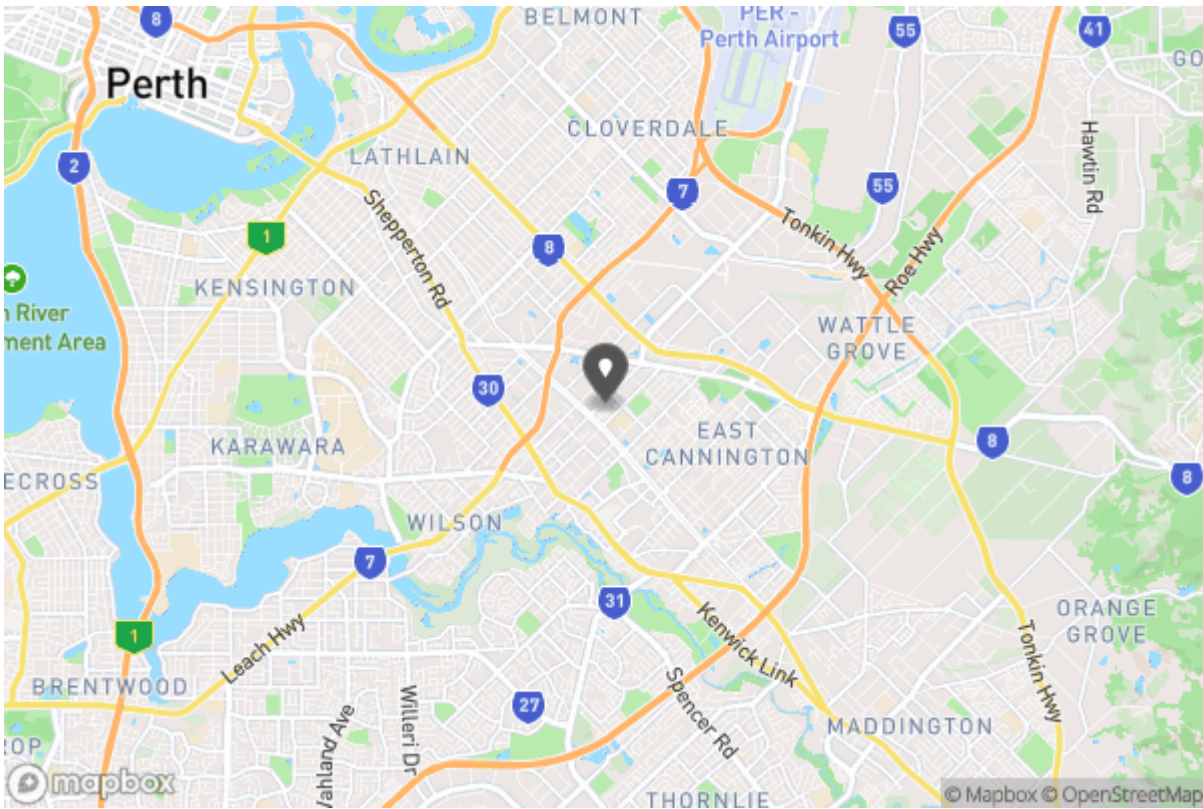 BELMONT
8
PER -
Perth Airport
55
41
GO
Perth
CLOVERDALE
LATHLAIN
Hawtin Rd
2
7
55
Shepperton Rd
Tonkin Hwy
1
8
Roe Hwy
KENSINGTON
n River
ment Area
WATTLE
GROVE
30
EAST
CANNINGTON
KARAWARA
8
8
ECROSS
WILSON
7
31
ORANGE
GROVE
1
Leach Hwy
Kenwick Link
Tonkin Hwy
BRENTWOOD
Willeri Dr
Spencer Rd
27
Vahland Ave
MADDINGTON
ROP
mapbox
THORNLIE
© Mapbox © OpenStreetMap